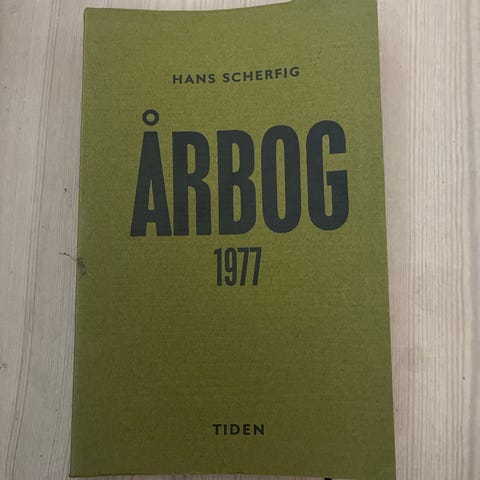 HANS SCHERFIG
ÅRBOG
1977
TIDEN